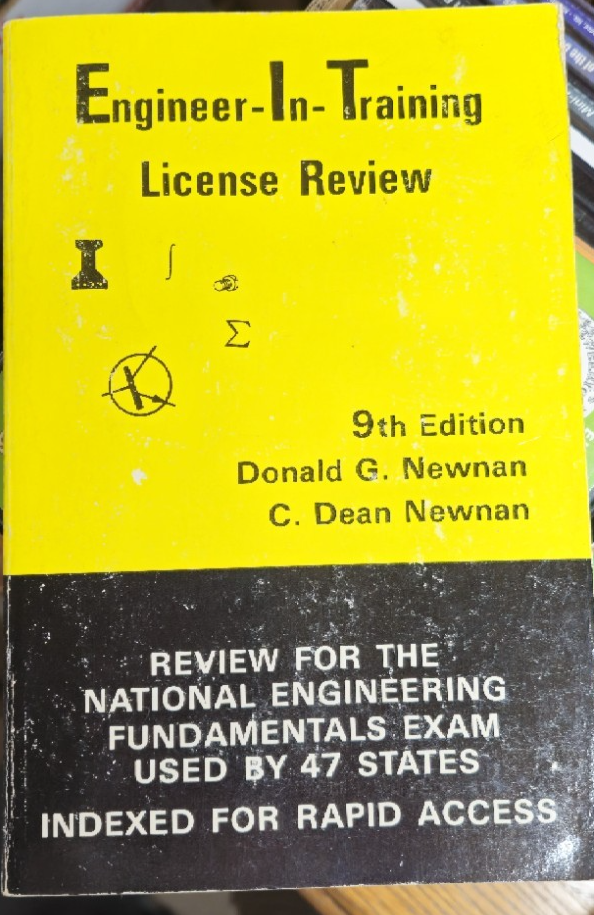 Engineer-In-Training
License Review
∫
Σ
9th Edition
Donald G. Newnan
C. Dean Newnan
REVIEW FOR THE
NATIONAL ENGINEERING
FUNDAMENTALS EXAM
USED BY 47 STATES
INDEXED FOR RAPID ACCESS